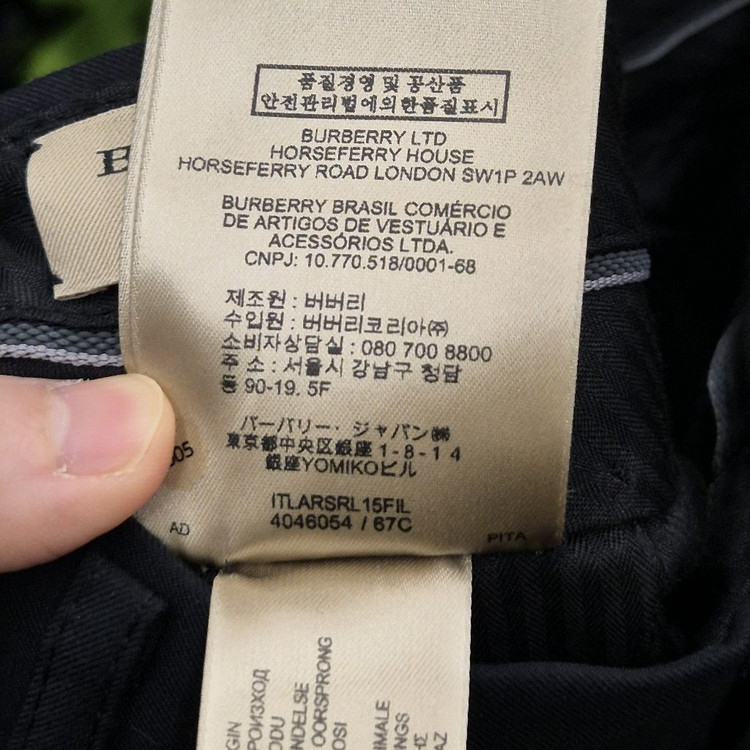 품질경영 및 공산품
안전관리법에의한품질표시
BURBERRY LTD
HORSEFERRY HOUSE
HORSEFERRY ROAD LONDON SW1P 2AW
BURBERRY BRASIL COMÉRCIO
DE ARTIGOS DE VESTUÁRIO E
ACESSÓRIOS LTDA.
CNPJ: 10.770.518/0001-68
제조원 : 버버리
수입원 : 버버리코리아㈜
소비자상담실 : 080 700 8800
주 소 : 서울시 강남구 청담
동 90-19. 5F
バーバリー・ジャパン㈱
東京都中央区銀座 1-8-14
銀座YOMIKOビル
ITLARSRL15FIL
4046054 / 67C
AD
PITA
OORSPRONG